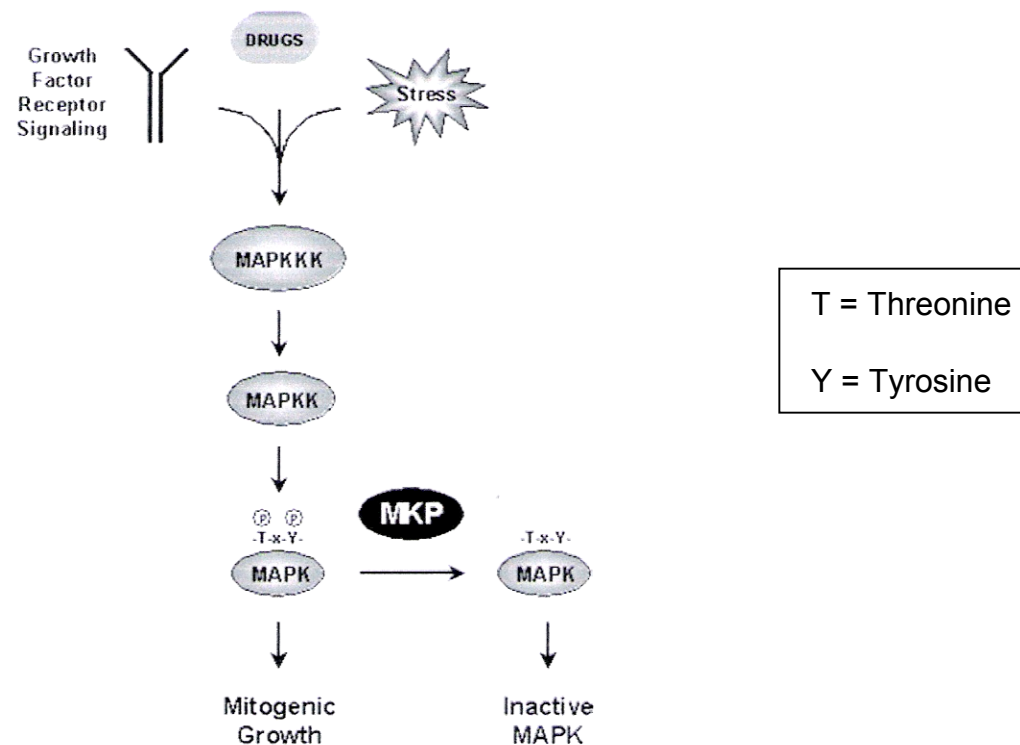 Growth
Factor
Receptor
Signaling
DRUGS
Stress
MAPKKK
T = Threonine
Y = Tyrosine
MAPKK
MKP
P P
-T-x-Y-
-T-x-Y-
MAPK
MAPK
Mitogenic
Growth
Inactive
MAPK